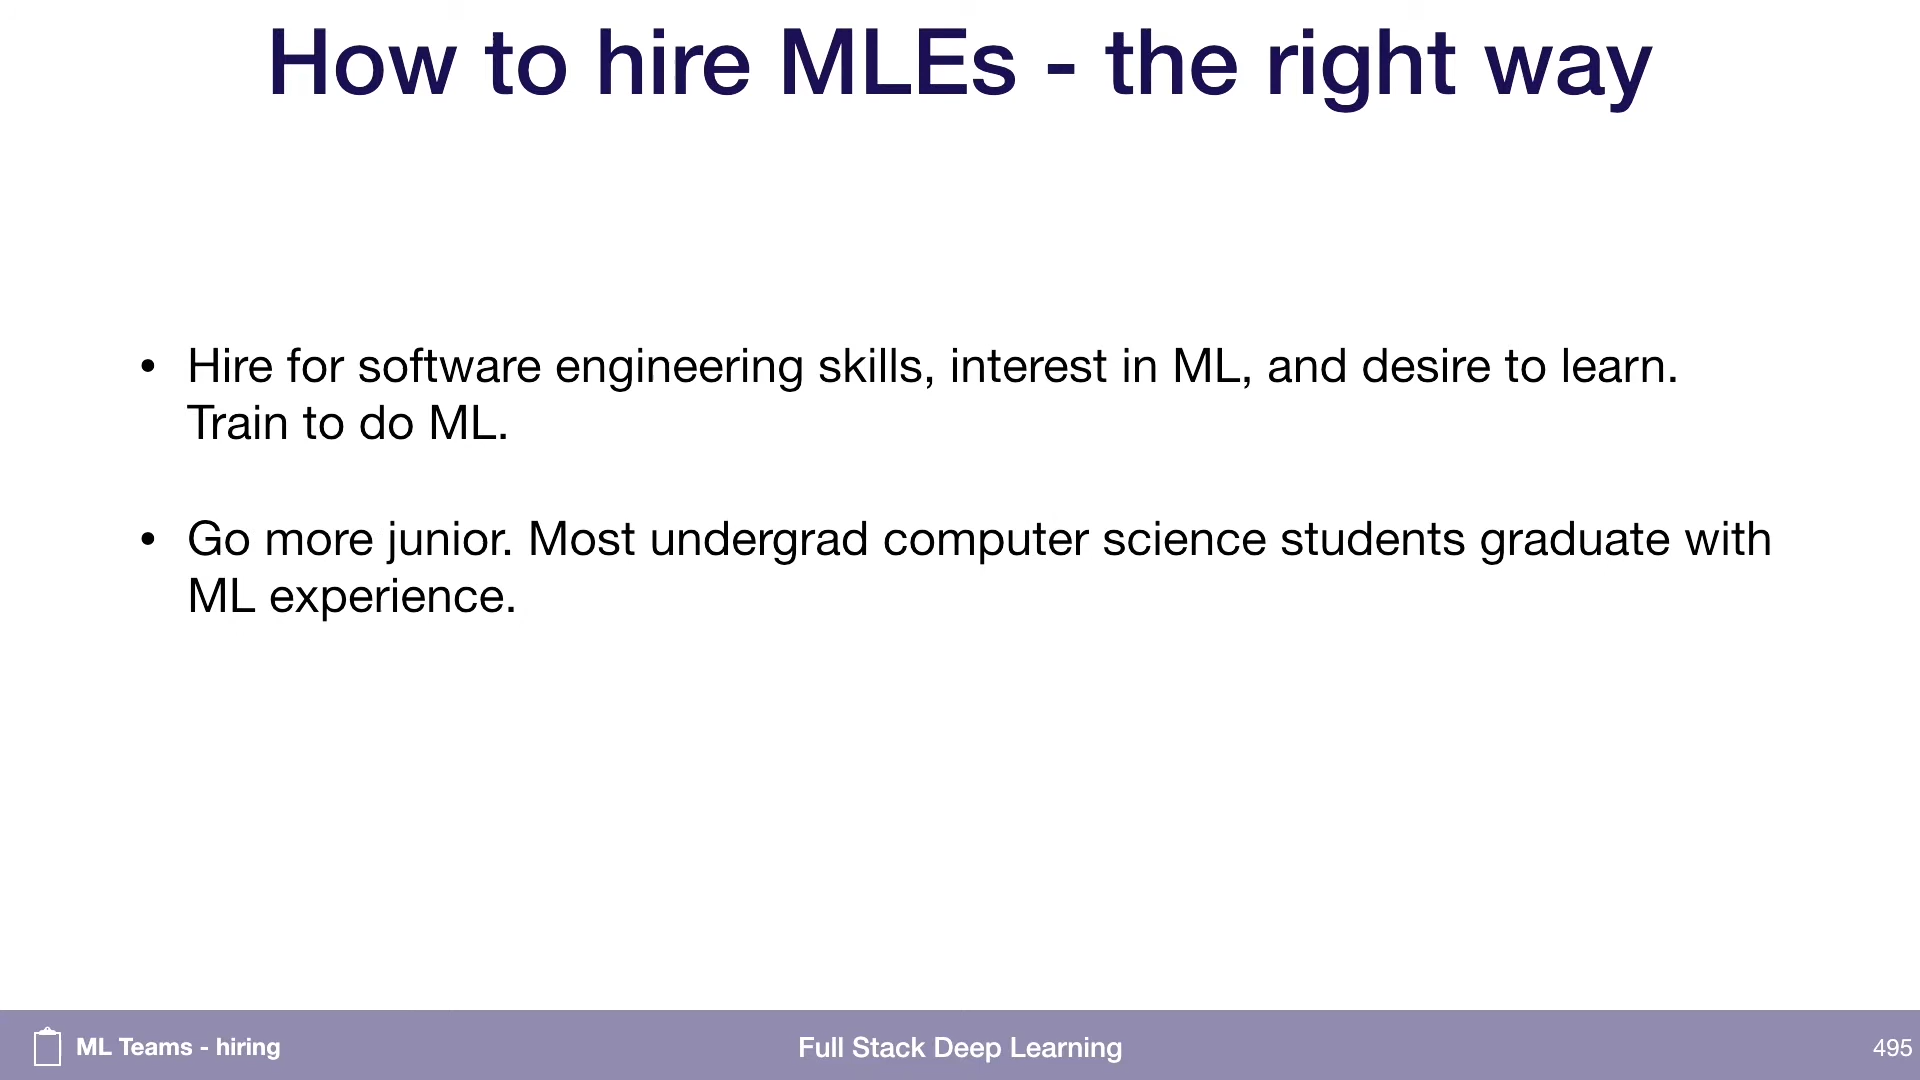 How to hire MLEs - the right way
• Hire for software engineering skills, interest in ML, and desire to learn.
Train to do ML.
• Go more junior. Most undergrad computer science students graduate with
ML experience.
ML Teams - hiring
Full Stack Deep Learning
495